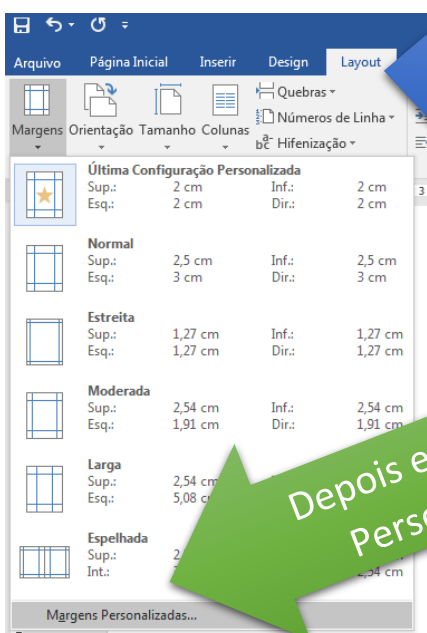 Arquivo Página Inicial Inserir Design Layout
Quebras
Números de Linha
Margens Orientação Tamanho Colunas
bc Hifenização
3
Última Configuração Personalizada
Sup.: 2 cm Inf.: 2 cm
Esq.: 2 cm Dir.: 2 cm
Normal
Sup.: 2,5 cm Inf.: 2,5 cm
Esq.: 3 cm Dir.: 3 cm
Estreita
Sup.: 1,27 cm Inf.: 1,27 cm
Esq.: 1,27 cm Dir.: 1,27 cm
Moderada
Sup.: 2,54 cm Inf.: 2,54 cm
Esq.: 1,91 cm Dir.: 1,91 cm
Larga
Sup.: 2,54 cm
Esq.: 5,08
Espelhada
Sup.:
Int.: 2,54 cm
Depois
Margens Personalizadas...